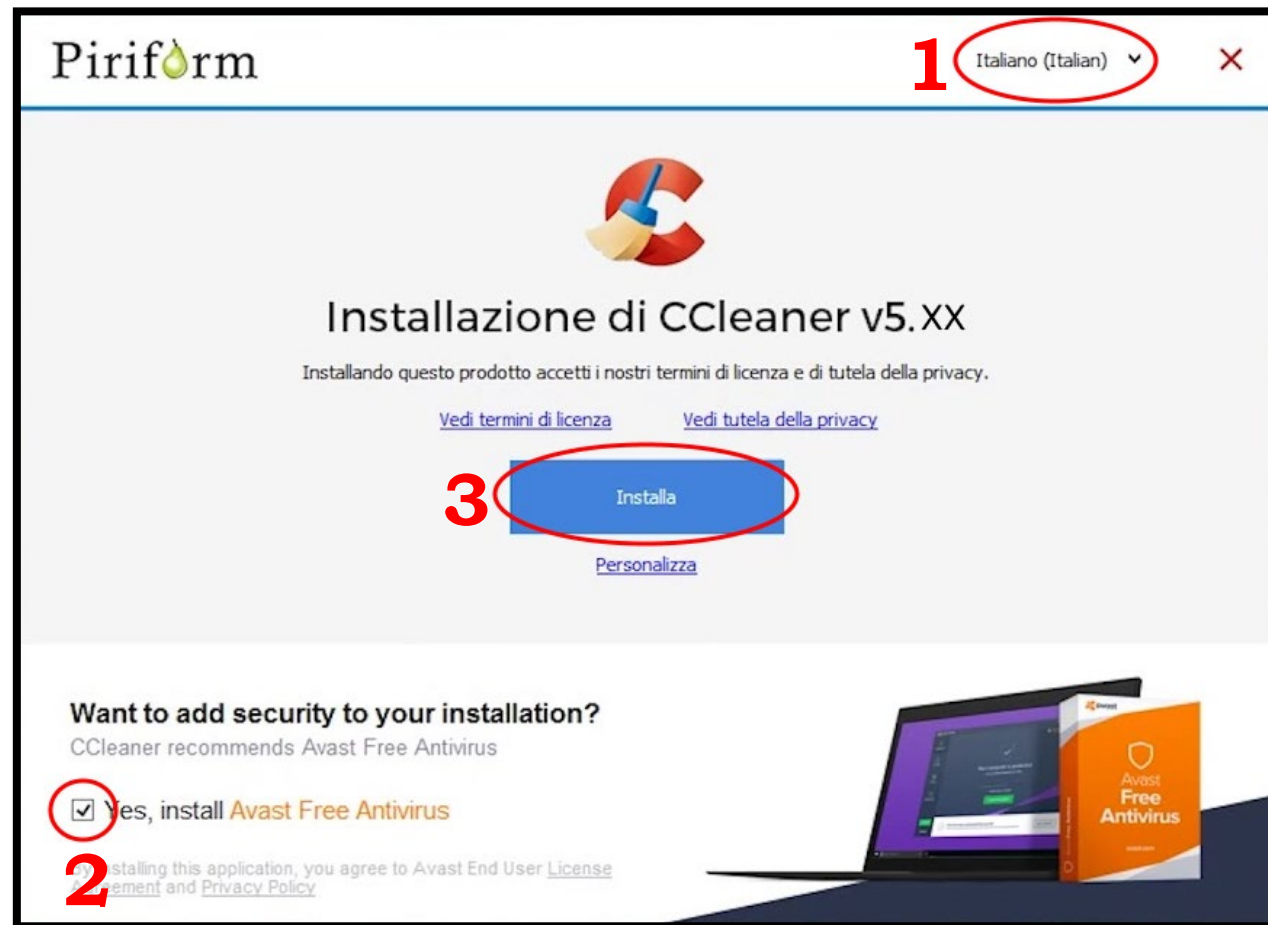 Piriform
1 Italiano (Italian)
Installazione di CCleaner v5.XX
Installando questo prodotto accetti i nostri termini di licenza e di tutela della privacy.
Vedi termini di licenza Vedi tutela della privacy
3 Installa
Personalizza
Want to add security to your installation?
CCleaner recommends Avast Free Antivirus
Yes, install Avast Free Antivirus
2
installing this application, you agree to Avast End User License
and Privacy Policy
avast
Avast
Free
Antivirus